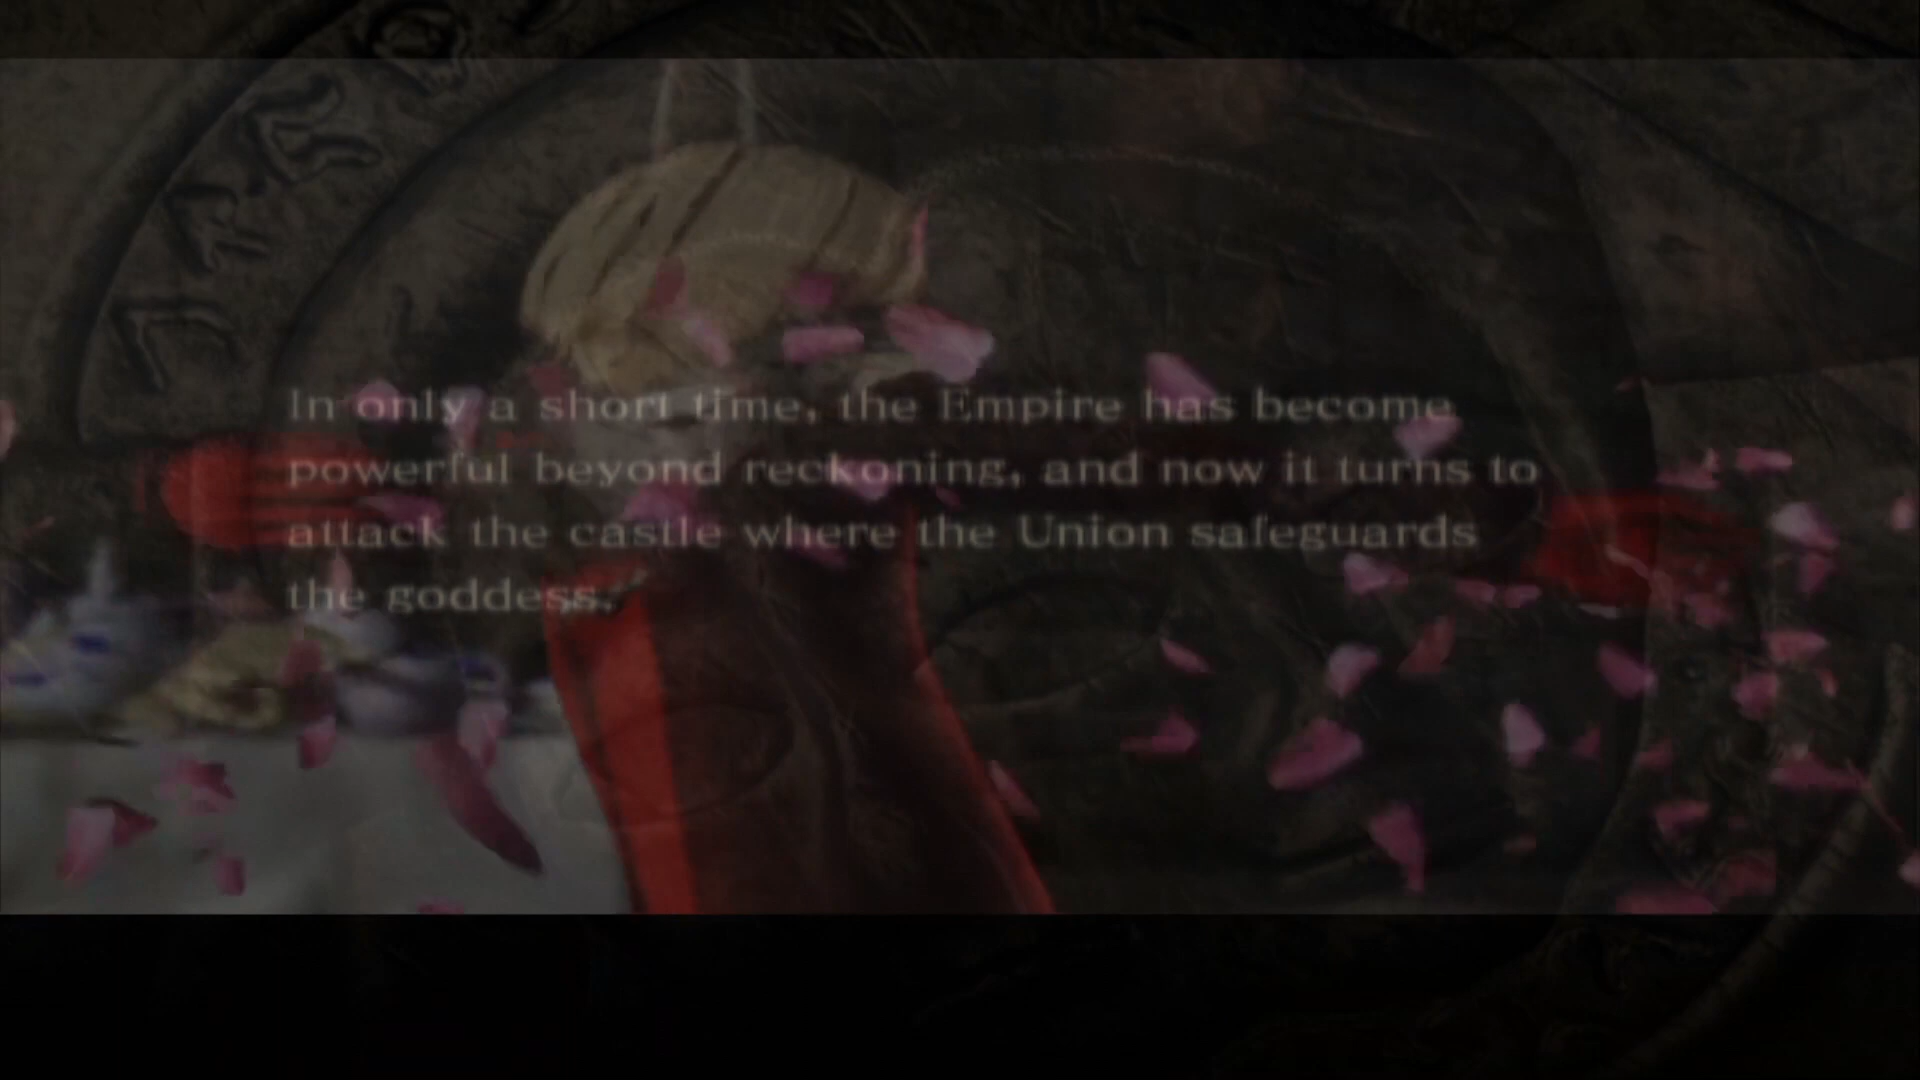 In only a short time, the Empire has become
powerful beyond reckoning, and now it turns to
attack the castle where the Union safeguards
the goddess.